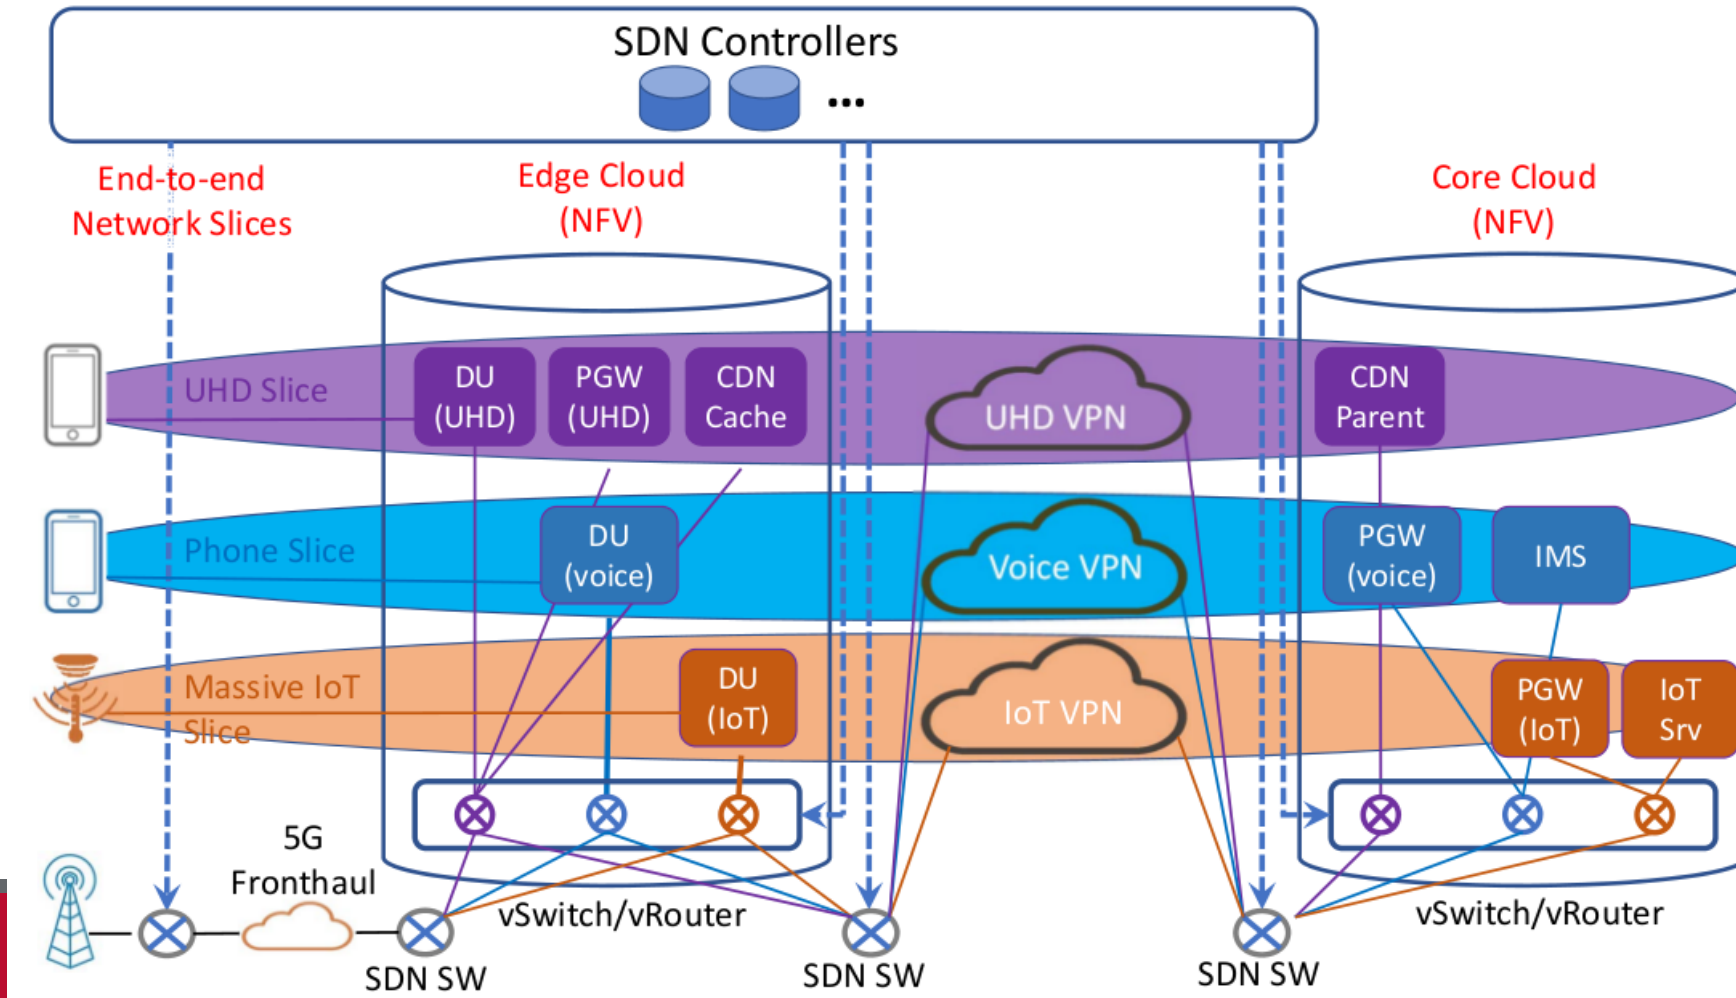 SDN Controllers
...
End-to-end
Network Slices
Edge Cloud
(NFV)
Core Cloud
(NFV)
UHD Slice
DU
(UHD)
PGW
(UHD)
CDN
Cache
UHD VPN
CDN
Parent
Phone Slice
DU
(voice)
Voice VPN
PGW
(voice)
IMS
Massive IoT
Slice
DU
(IoT)
IoT VPN
PGW
(IoT)
IoT
Srv
5G
Fronthaul
vSwitch/vRouter
vSwitch/vRouter
SDN SW
SDN SW
SDN SW